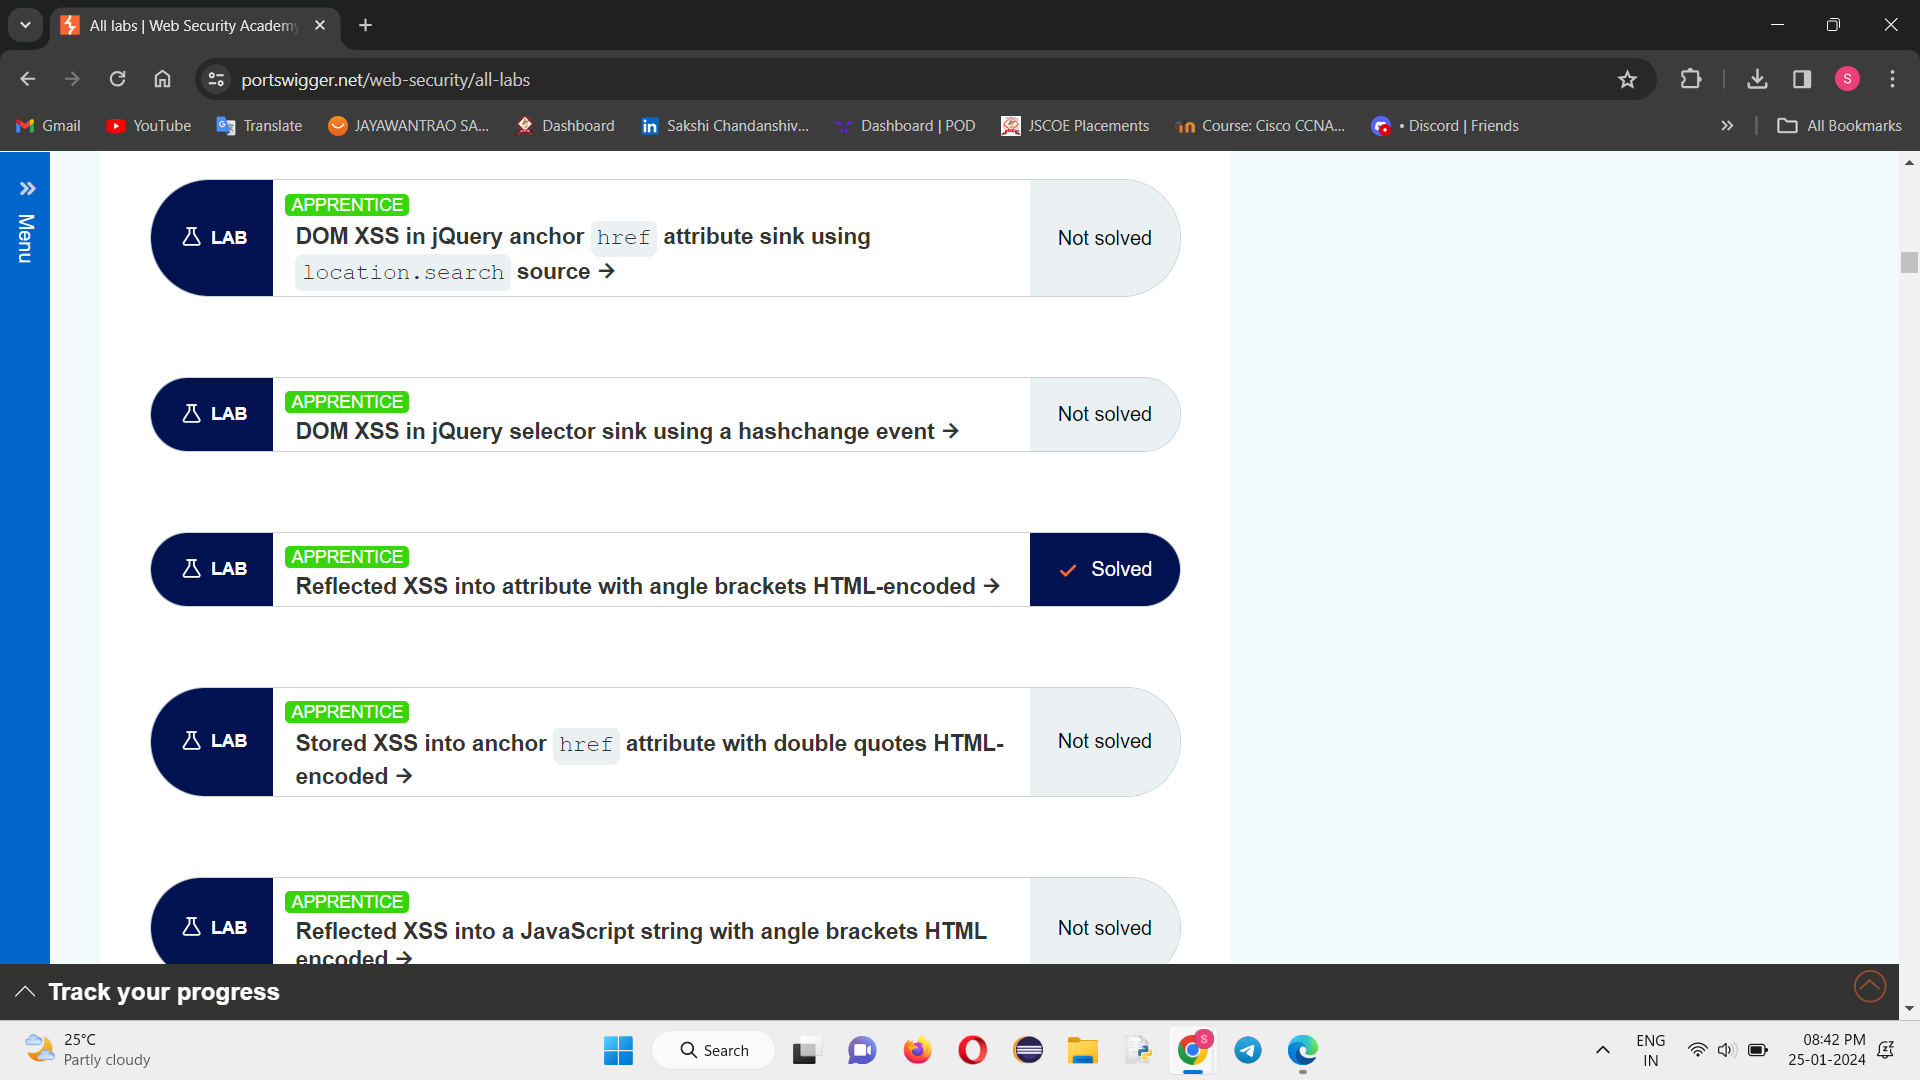 All labs | Web Security Academy
portswigger.net/web-security/all-labs
S
Gmail
YouTube
Translate
JAYAWANTRAO SA...
Dashboard
in
Sakshi Chandanshiv...
Dashboard | POD
JSCOE Placements
Course: Cisco CCNA...
• Discord | Friends
All Bookmarks
Menu
LAB
APPRENTICE
DOM XSS in jQuery anchor href attribute sink using
location.search source →
Not solved
LAB
APPRENTICE
DOM XSS in jQuery selector sink using a hashchange event →
Not solved
LAB
APPRENTICE
Reflected XSS into attribute with angle brackets HTML-encoded →
Solved
LAB
APPRENTICE
Stored XSS into anchor href attribute with double quotes HTML-
encoded →
Not solved
LAB
APPRENTICE
Reflected XSS into a JavaScript string with angle brackets HTML
encoded →
Not solved
Track your progress
25°C
Partly cloudy
Search
S
ENG
IN
08:42 PM
25-01-2024